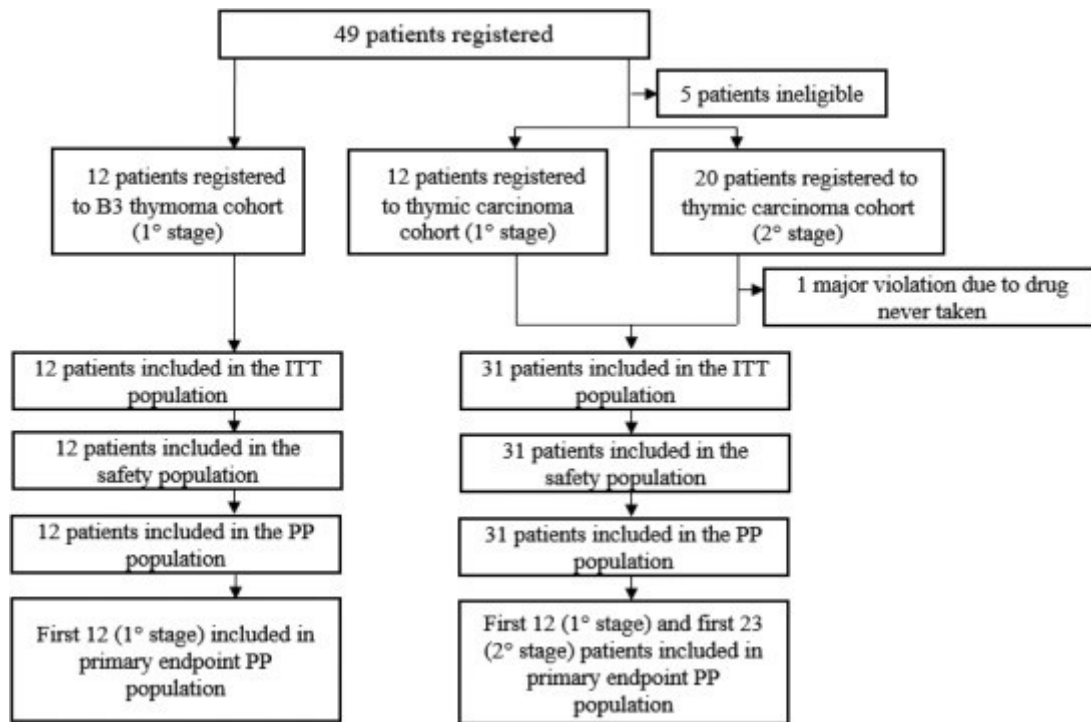 49 patients registered
5 patients ineligible
12 patients registered
to B3 thymoma cohort
(1° stage)
12 patients registered
to thymic carcinoma
cohort (1° stage)
20 patients registered to
thymic carcinoma cohort
(2° stage)
1 major violation due to drug
never taken
12 patients included in the ITT
population
31 patients included in the ITT
population
12 patients included in the
safety population
31 patients included in the
safety population
12 patients included in the PP
population
31 patients included in the PP
population
First 12 (1° stage) included in
primary endpoint PP
population
First 12 (1° stage) and first 23
(2° stage) patients included in
primary endpoint PP
population